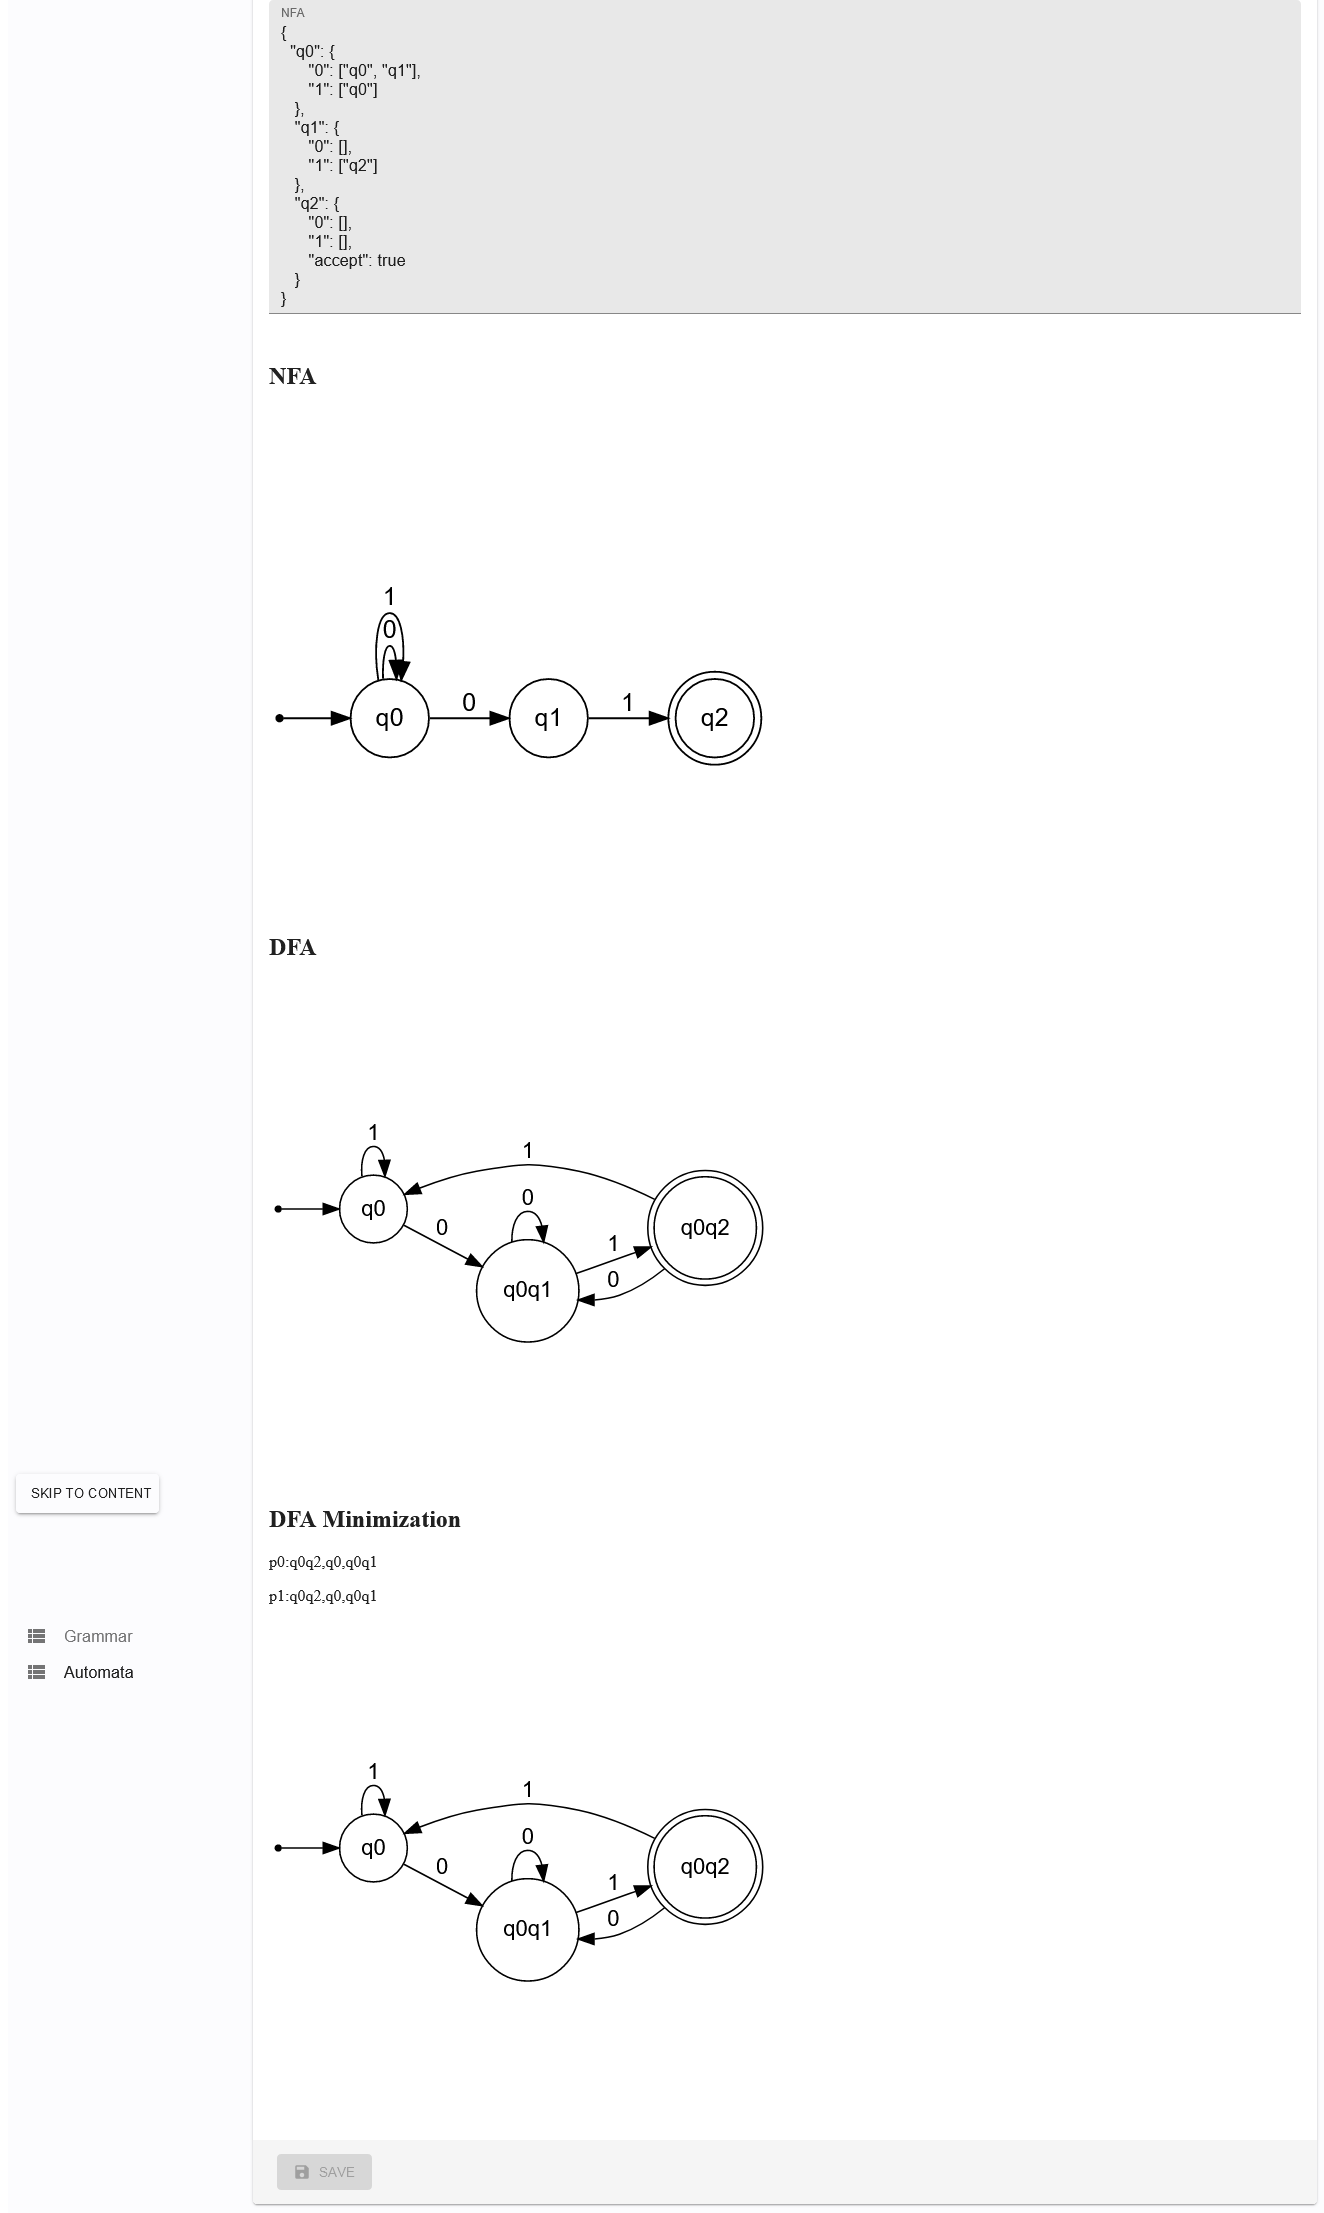 NFA
{
"q0": {
"0": ["q0", "q1"],
"1": ["q0"]
},
"q1": {
"0": [],
"1": ["q2"]
},
"q2": {
"0": [],
"1": [],
"accept": true
}
}
NFA
1
0
q0
0
q1
1
q2
DFA
1
1
q0
0
0
q0q1
1
0
q0q2
SKIP TO CONTENT
Grammar
Automata
DFA Minimization
p0:q0q2,q0,q0q1
p1:q0q2,q0,q0q1
1
1
q0
0
0
q0q1
1
0
q0q2
SAVE